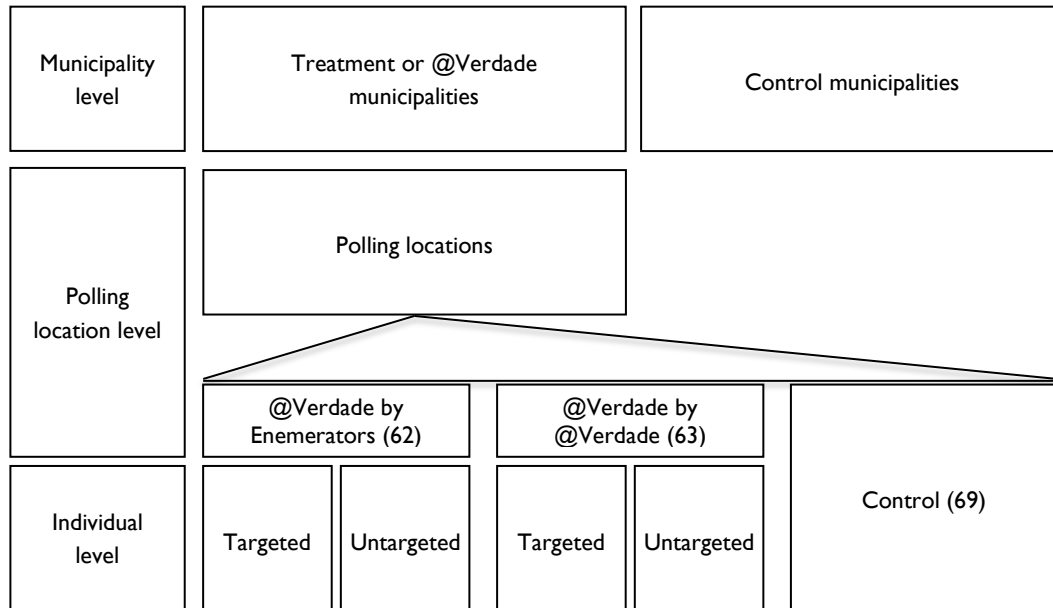 Municipality
level
Treatment or @Verdade
municipalities
Control municipalities
Polling
location level
Polling locations
@Verdade by
Enemerators (62)
@Verdade by
@Verdade (63)
Control (69)
Individual
level
Targeted
Untargeted
Targeted
Untargeted